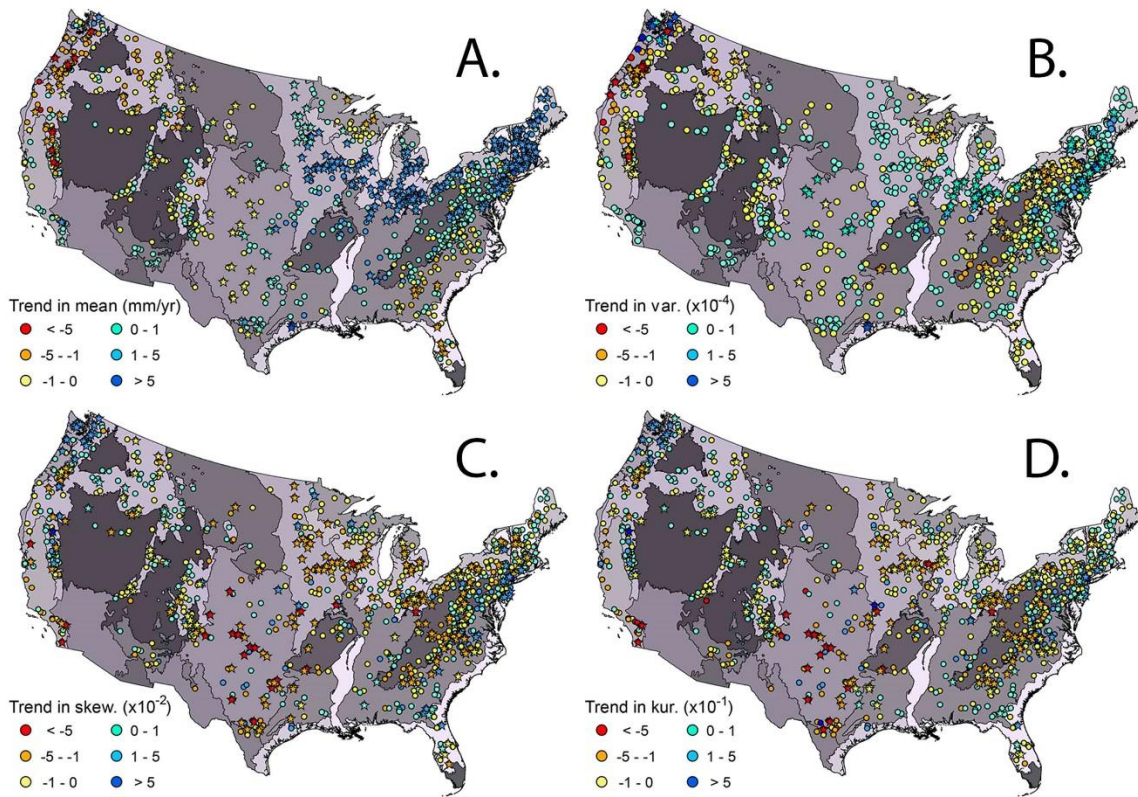 A.
B.
Trend in mean (mm/yr)
< -5
0 - 1
-5 - -1
1 - 5
-1 - 0
> 5
Trend in var. (x10⁻⁴)
< -5
0 - 1
-5 - -1
1 - 5
-1 - 0
> 5
C.
D.
Trend in skew. (x10⁻²)
< -5
0 - 1
-5 - -1
1 - 5
-1 - 0
> 5
Trend in kur. (x10⁻¹)
< -5
0 - 1
-5 - -1
1 - 5
-1 - 0
> 5